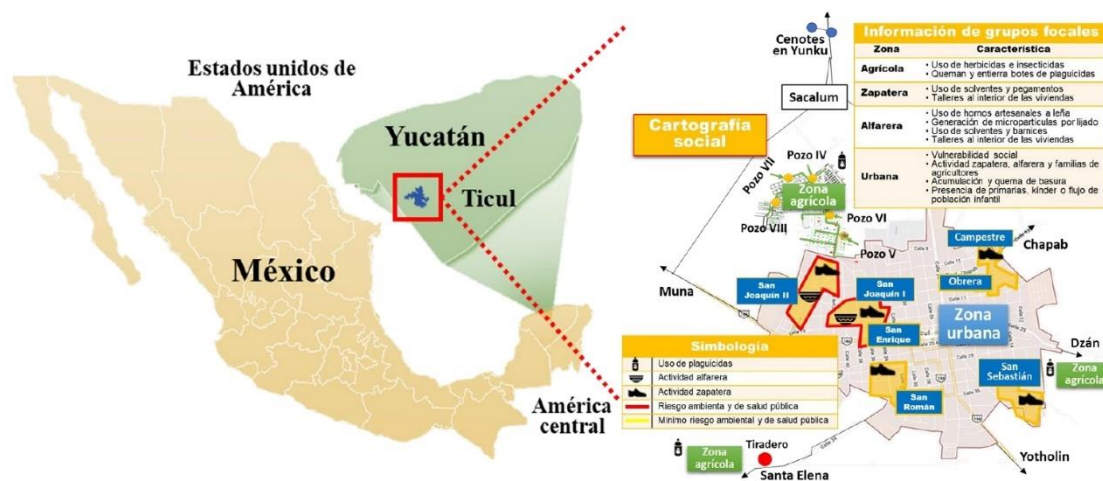 Estados unidos de
América
Yucatán
Ticul
México
América
central
Cenotes
en Yunku
Sacalum
Cartografía
social
Información de grupos focales
Zona Característica
Agrícola
• Uso de herbicidas e insecticidas
• Queman y entierra botes de plaguicidas
Zapatera
• Uso de solventes y pegamentos
• Talleres al interior de las viviendas
Alfarera
• Uso de hornos artesanales a leña
• Generación de micropartículas por lijado
• Uso de solventes y barnices
• Talleres al interior de las viviendas
Urbana
• Vulnerabilidad social
• Actividad zapatera, alfarera y familias de
agricultores
• Acumulación y quema de basura
• Presencia de primarias, kínder o flujo de
población infantil
Pozo VII
Pozo IV
Zona
agrícola
Pozo VIII
Pozo VI
Pozo V
Muna
San
Joaquín II
San
Joaquín I
San
Enrique
Campestre
Chapab
Obrera
Zona
urbana
Dzán
Zona
agrícola
San
Sebastián
San
Román
Simbología
Uso de plaguicidas
Actividad alfarera
Actividad zapatera
Riesgo ambienta y de salud pública
Mínimo riesgo ambiental y de salud pública
Zona
agrícola
Tiradero
Santa Elena
Yotholin